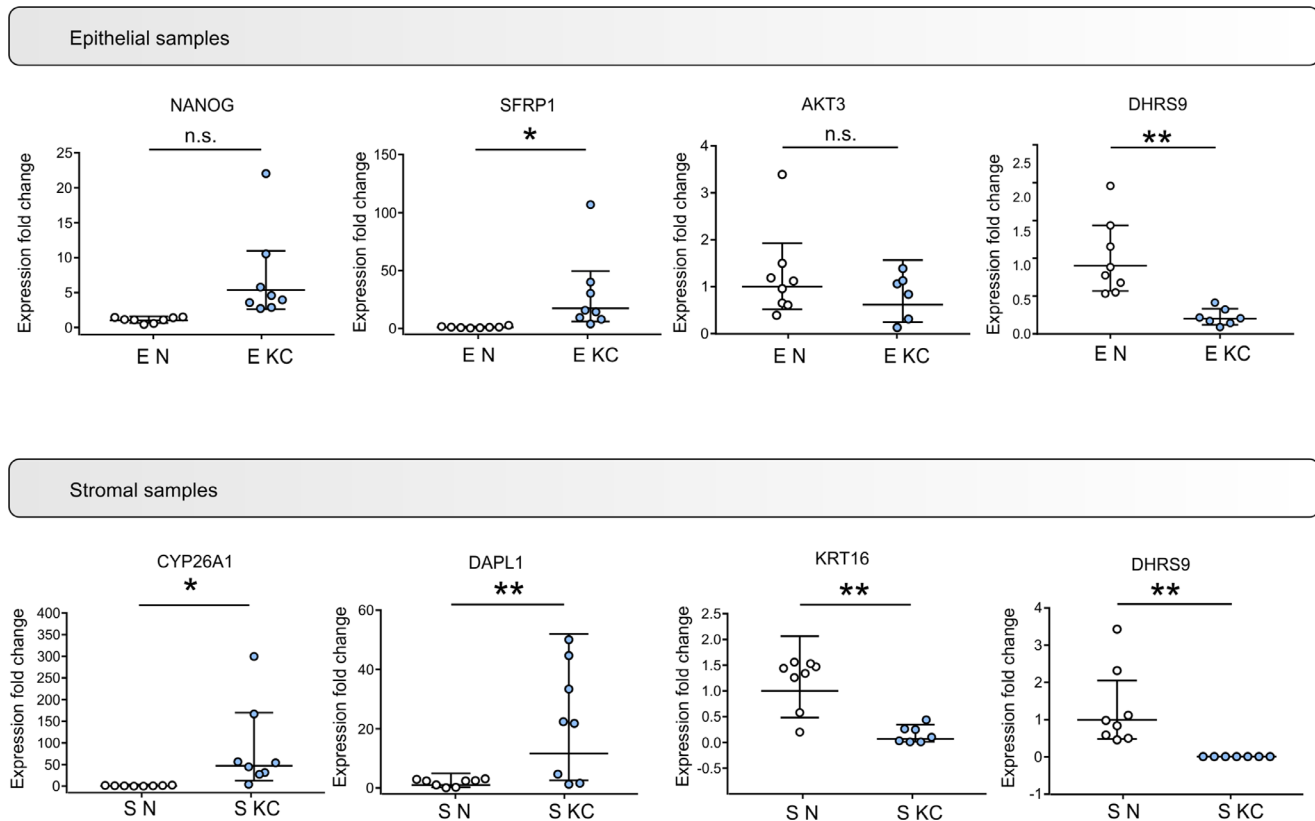 Epithelial samples
NANOG
n.s.
Expression fold change
25
20
15
10
5
0
E N
E KC
SFRP1
*
Expression fold change
150
100
50
0
E N
E KC
AKT3
n.s.
Expression fold change
4
3
2
1
0
E N
E KC
DHRS9
**
Expression fold change
2.5
2.0
1.5
1.0
0.5
0.0
E N
E KC
Stromal samples
CYP26A1
*
Expression fold change
400
350
300
250
200
150
100
50
0
S N
S KC
DAPL1
**
Expression fold change
60
40
20
0
S N
S KC
KRT16
**
Expression fold change
2.5
2.0
1.5
1.0
0.5
0.0
-0.5
S N
S KC
DHRS9
**
Expression fold change
4
3
2
1
0
-1
S N
S KC